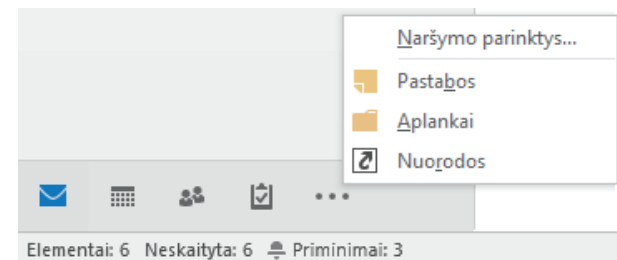 Naršymo parinktys...
Pastabos
Aplankai
Nuorodos
Elementai: 6 Neskaityta: 6 Priminimai: 3